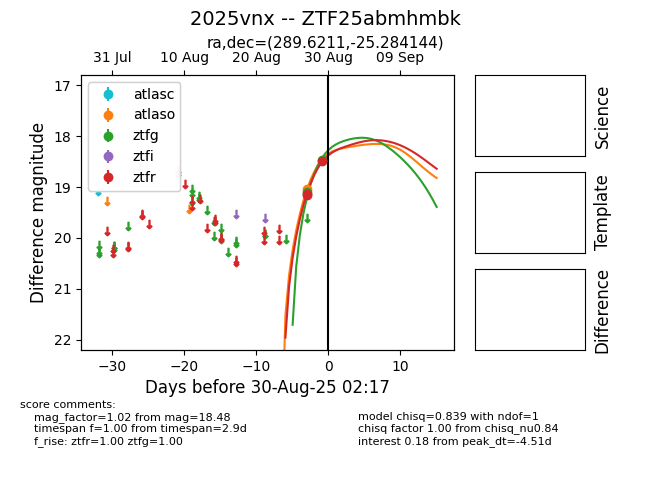 2025vnx -- ZTF25abmhmbk
ra,dec=(289.6211,-25.284144)
31 Jul 10 Aug 20 Aug 30 Aug 09 Sep
17
18
19
20
21
22
Difference magnitude
atlasc
atlaso
ztfg
ztfi
ztfr
−30 −20 −10 0 10
Days before 30-Aug-25 02:17
Science
Template
Difference
score comments:
mag_factor=1.02 from mag=18.48
timespan f=1.00 from timespan=2.9d
f_rise: ztfr=1.00 ztfg=1.00
model chisq=0.839 with ndof=1
chisq factor 1.00 from chisq_nu0.84
interest 0.18 from peak_dt=-4.51d